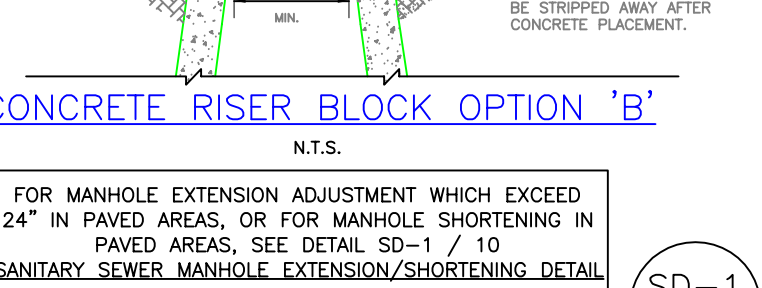 BE STRIPPED AWAY AFTER
CONCRETE PLACEMENT.
MIN.
CONCRETE RISER BLOCK OPTION 'B'
N.T.S.
FOR MANHOLE EXTENSION ADJUSTMENT WHICH EXCEED
24" IN PAVED AREAS, OR FOR MANHOLE SHORTENING IN
PAVED AREAS, SEE DETAIL SD-1 / 10
SANITARY SEWER MANHOLE EXTENSION/SHORTENING DETAIL
SD-1